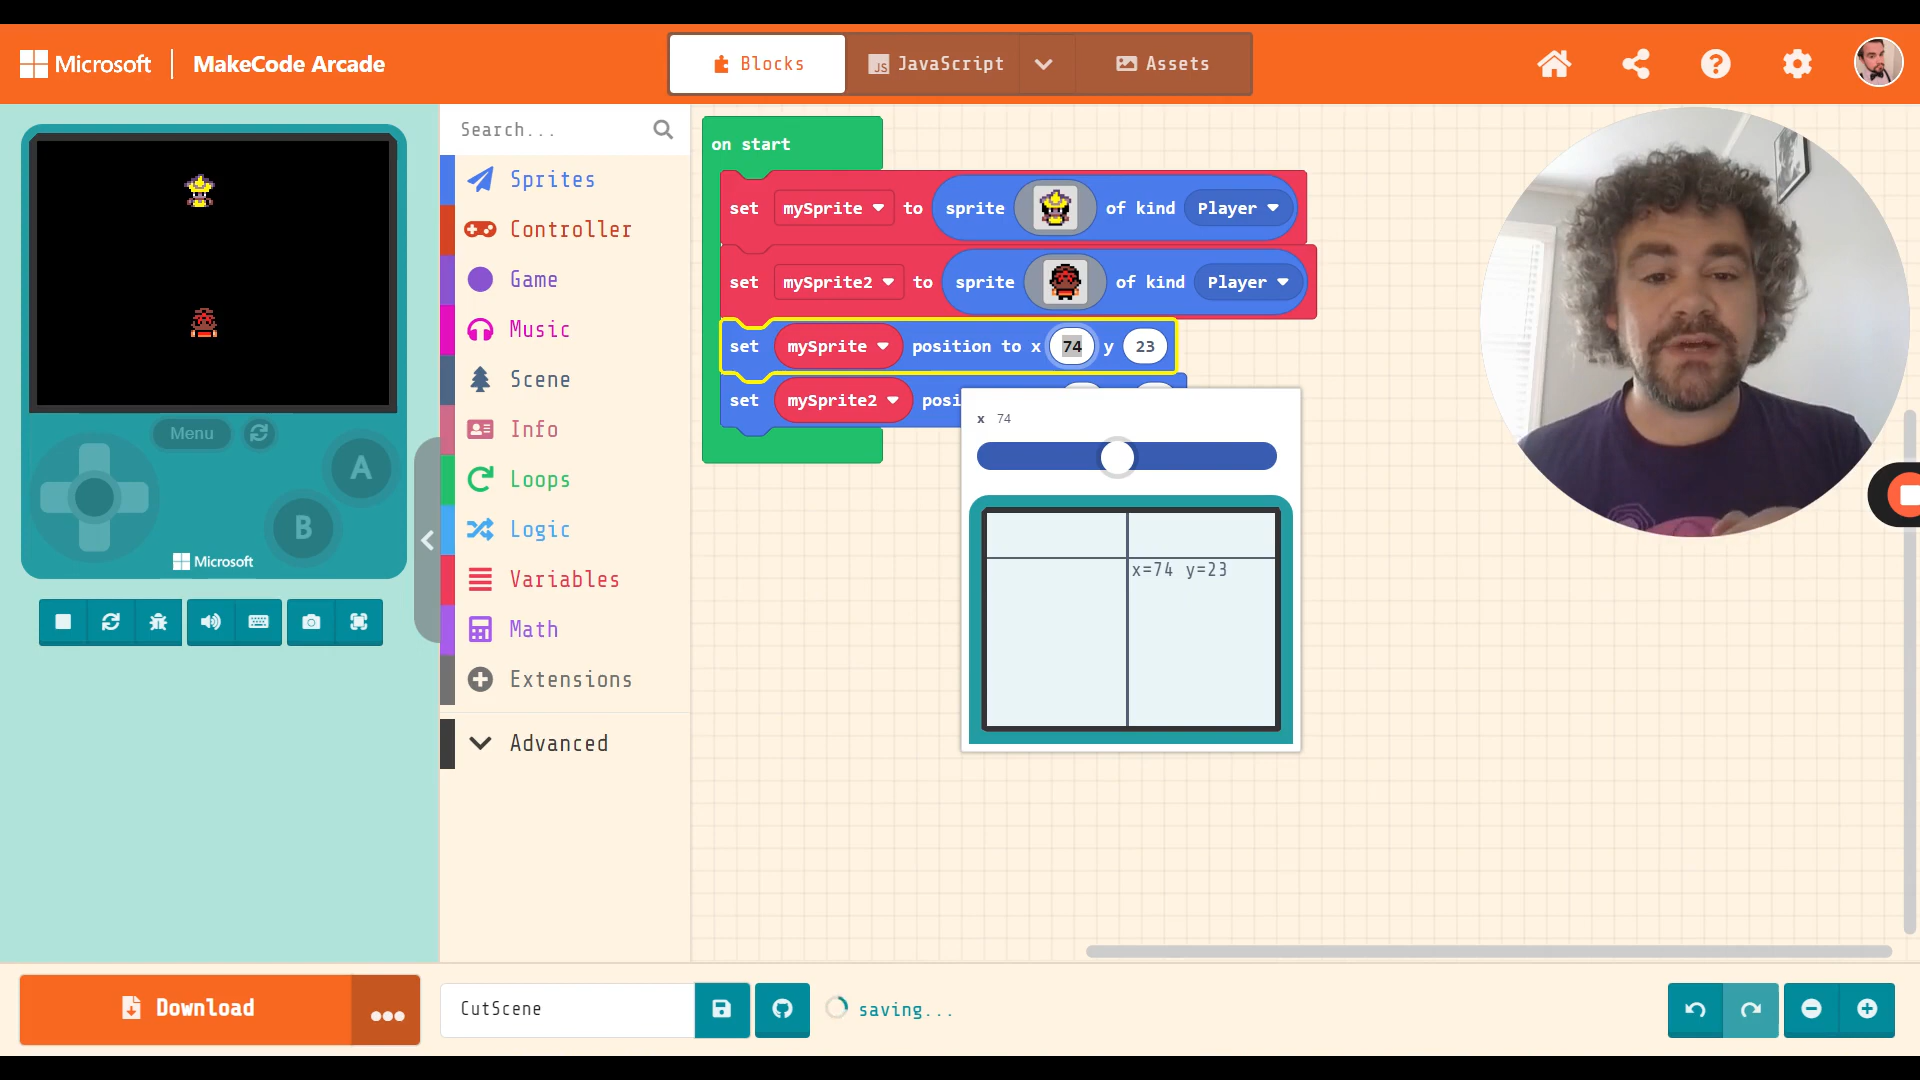 Microsoft MakeCode Arcade
Blocks
JS JavaScript
Assets
Search...
Sprites
Controller
Game
Music
Scene
Info
Loops
Logic
Variables
Math
Extensions
Advanced
on start
set mySprite to sprite of kind Player
set mySprite2 to sprite of kind Player
set mySprite position to x 74 y 23
set mySprite2 posi
x 74
x=74 y=23
Menu
A
B
Microsoft
Download
CutScene
saving...